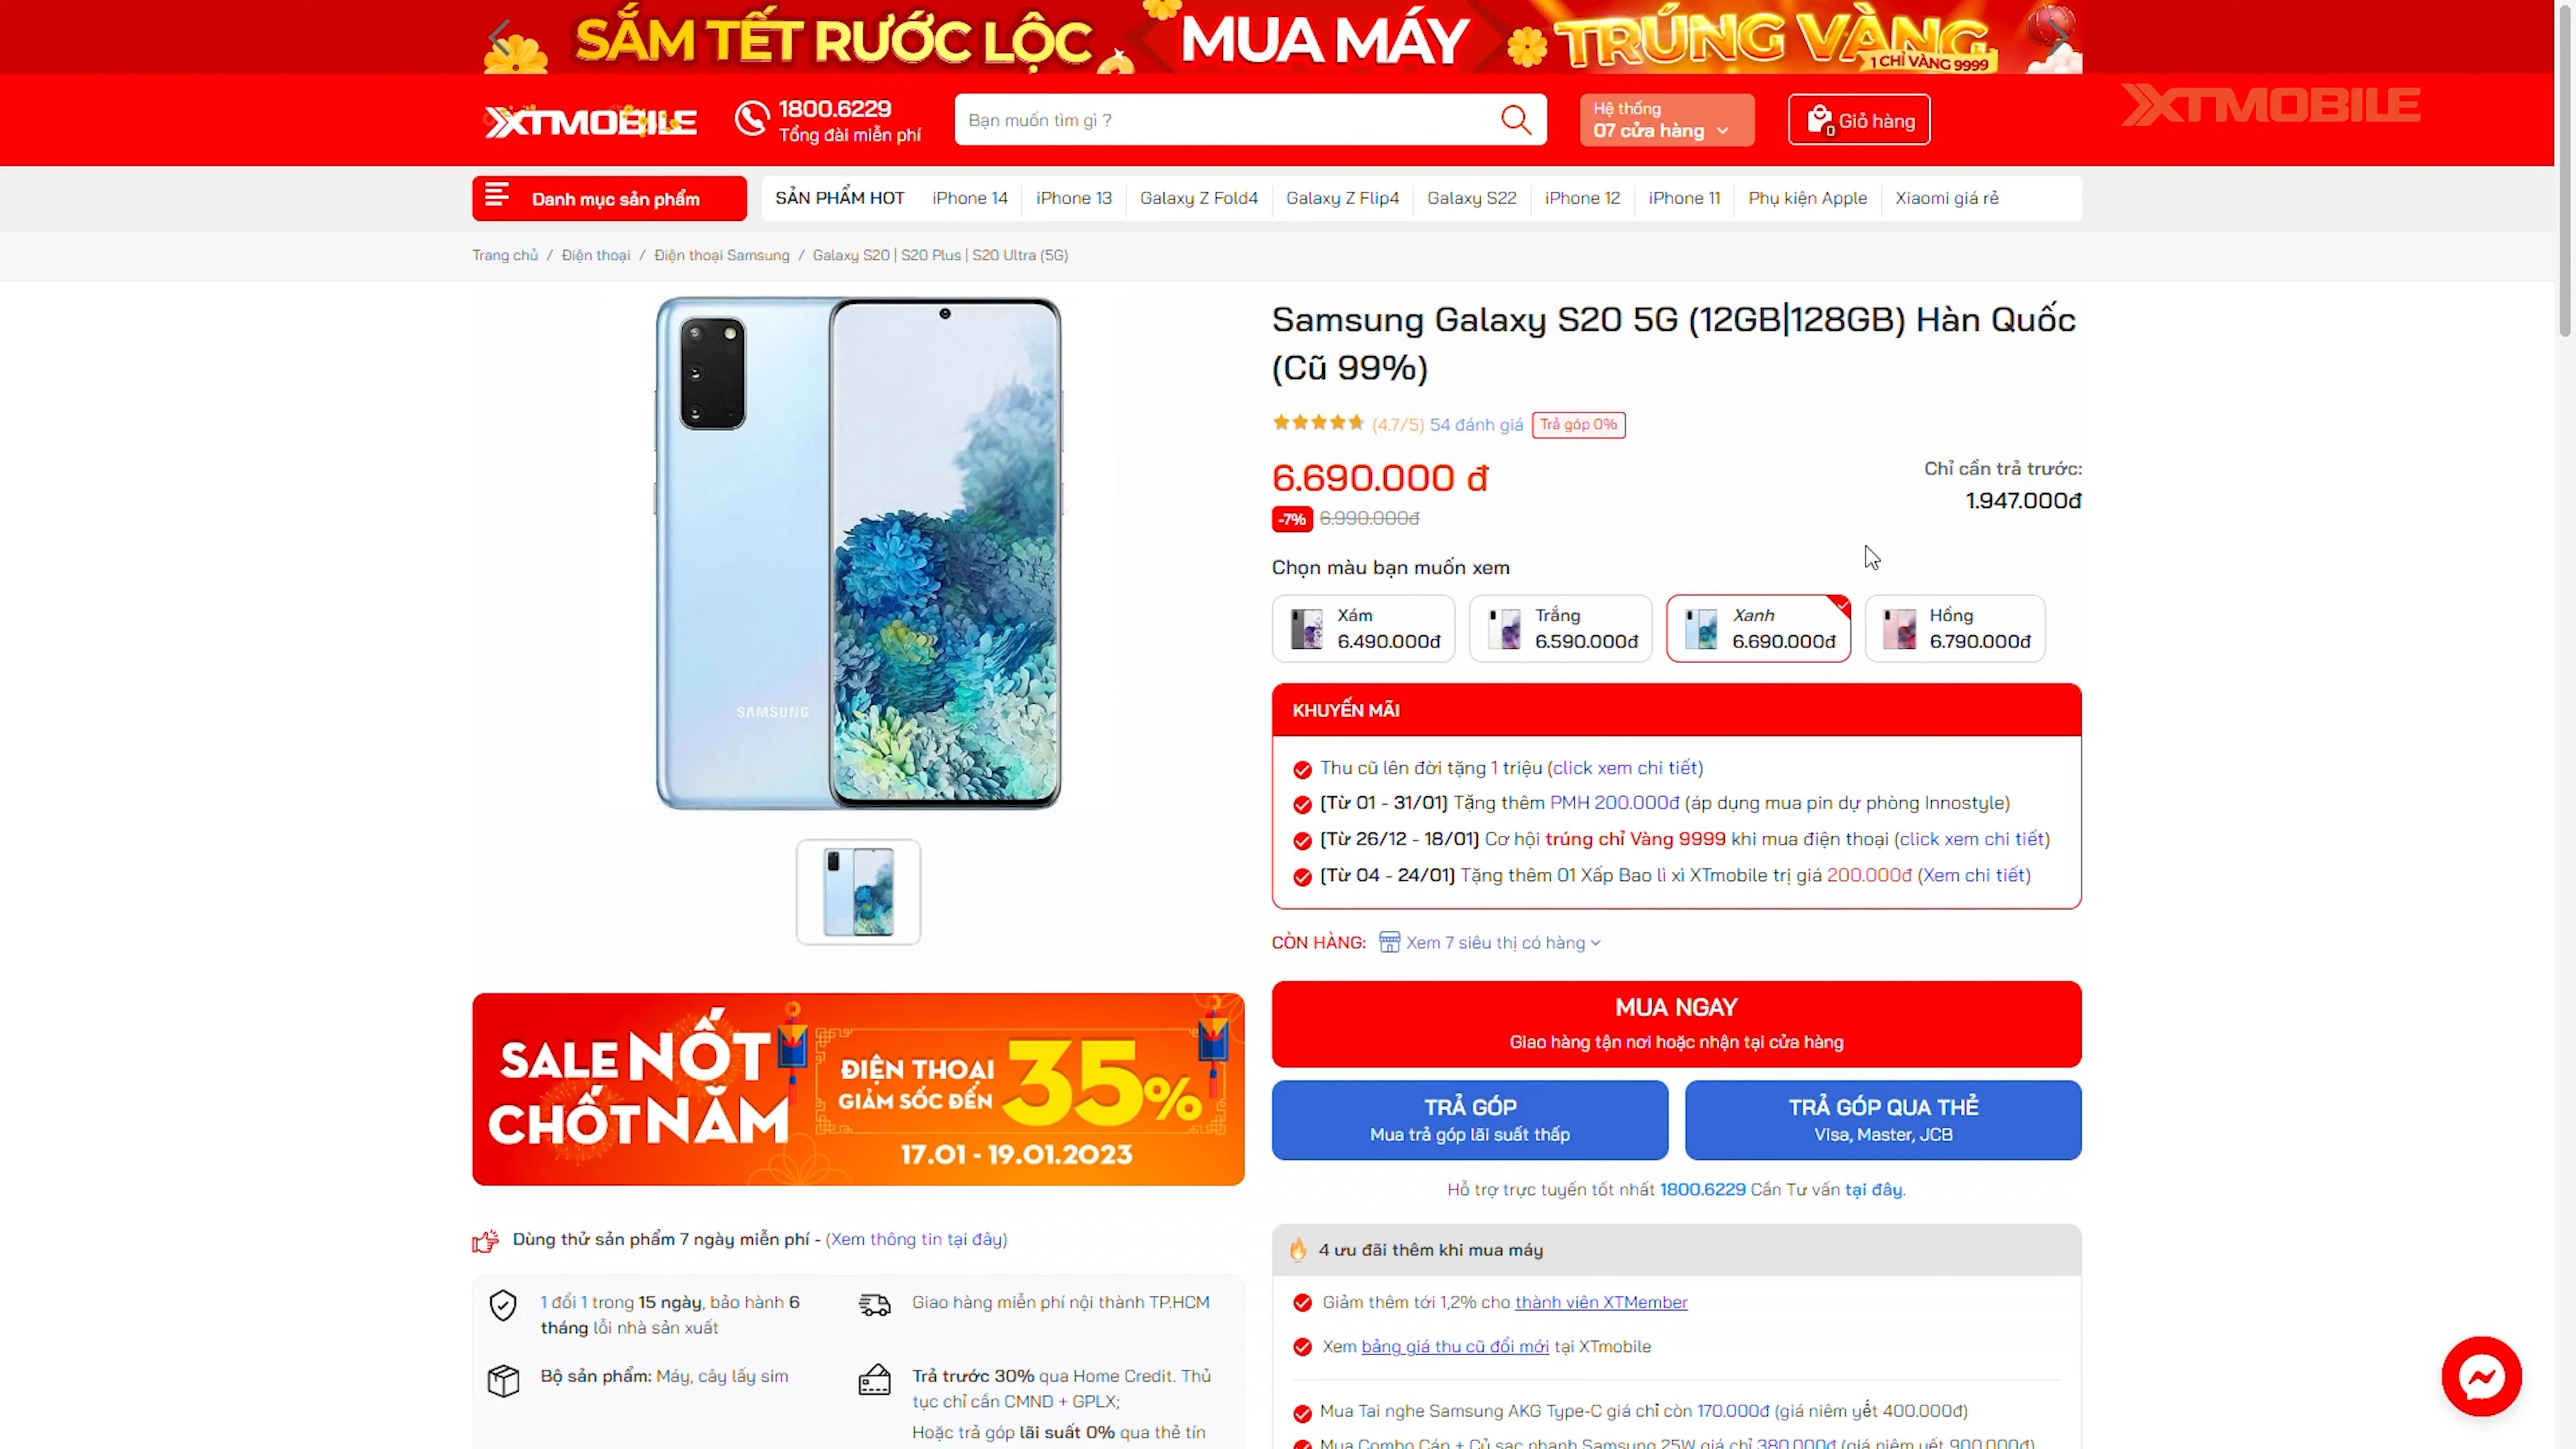 SẮM TẾT RƯỚC LỘC MUA MÁY TRÚNG VÀNG
1 CHỈ VÀNG 9999
XTMOBILE
1800.6229
Tổng đài miễn phí
Bạn muốn tìm gì ?
Hệ thống
07 cửa hàng
0 Giỏ hàng
XTMOBILE
Danh mục sản phẩm
SẢN PHẨM HOT iPhone 14 iPhone 13 Galaxy Z Fold4 Galaxy Z Flip4 Galaxy S22 iPhone 12 iPhone 11 Phụ kiện Apple Xiaomi giá rẻ
Trang chủ / Điện thoại / Điện thoại Samsung / Galaxy S20 | S20 Plus | S20 Ultra (5G)
SAMSUNG
Samsung Galaxy S20 5G (12GB|128GB) Hàn Quốc
(Cũ 99%)
(4.7/5) 54 đánh giá Trả góp 0%
6.690.000 đ
-7% 6.990.000đ
Chỉ cần trả trước:
1.947.000đ
Chọn màu bạn muốn xem
Xám
6.490.000đ
Trắng
6.590.000đ
Xanh
6.690.000đ
Hồng
6.790.000đ
KHUYẾN MÃI
Thu cũ lên đời tặng 1 triệu (click xem chi tiết)
[Từ 01 - 31/01] Tặng thêm PMH 200.000đ (áp dụng mua pin dự phòng Innostyle)
[Từ 26/12 - 18/01] Cơ hội trúng chỉ Vàng 9999 khi mua điện thoại (click xem chi tiết)
[Từ 04 - 24/01] Tặng thêm 01 Xấp Bao lì xì XTmobile trị giá 200.000đ (Xem chi tiết)
CÒN HÀNG: Xem 7 siêu thị có hàng
MUA NGAY
Giao hàng tận nơi hoặc nhận tại cửa hàng
TRẢ GÓP
Mua trả góp lãi suất thấp
TRẢ GÓP QUA THẺ
Visa, Master, JCB
Hỗ trợ trực tuyến tốt nhất 1800.6229 Cần Tư vấn tại đây.
4 ưu đãi thêm khi mua máy
Giảm thêm tới 1,2% cho thành viên XTMember
Xem bảng giá thu cũ đổi mới tại XTmobile
Mua Tai nghe Samsung AKG Type-C giá chỉ còn 170.000đ (giá niêm yết 400.000đ)
Mua Combo Cáp + Củ sạc nhanh Samsung 25W giá chỉ 380.000đ (giá niêm yết 900.000đ)
SALE NỐT
CHỐT NĂM
ĐIỆN THOẠI
GIẢM SỐC ĐẾN
35%
17.01 - 19.01.2023
Dùng thử sản phẩm 7 ngày miễn phí - (Xem thông tin tại đây)
1 đổi 1 trong 15 ngày, bảo hành 6
tháng lỗi nhà sản xuất
Giao hàng miễn phí nội thành TP.HCM
Bộ sản phẩm: Máy, cây lấy sim
Trả trước 30% qua Home Credit. Thủ
tục chỉ cần CMND + GPLX;
Hoặc trả góp lãi suất 0% qua thẻ tín